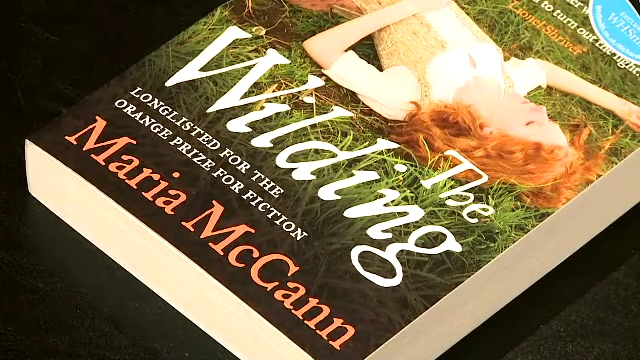 Lionel Shriver
The
Wilding
LONGLISTED FOR THE
ORANGE PRIZE FOR FICTION
Maria McCann